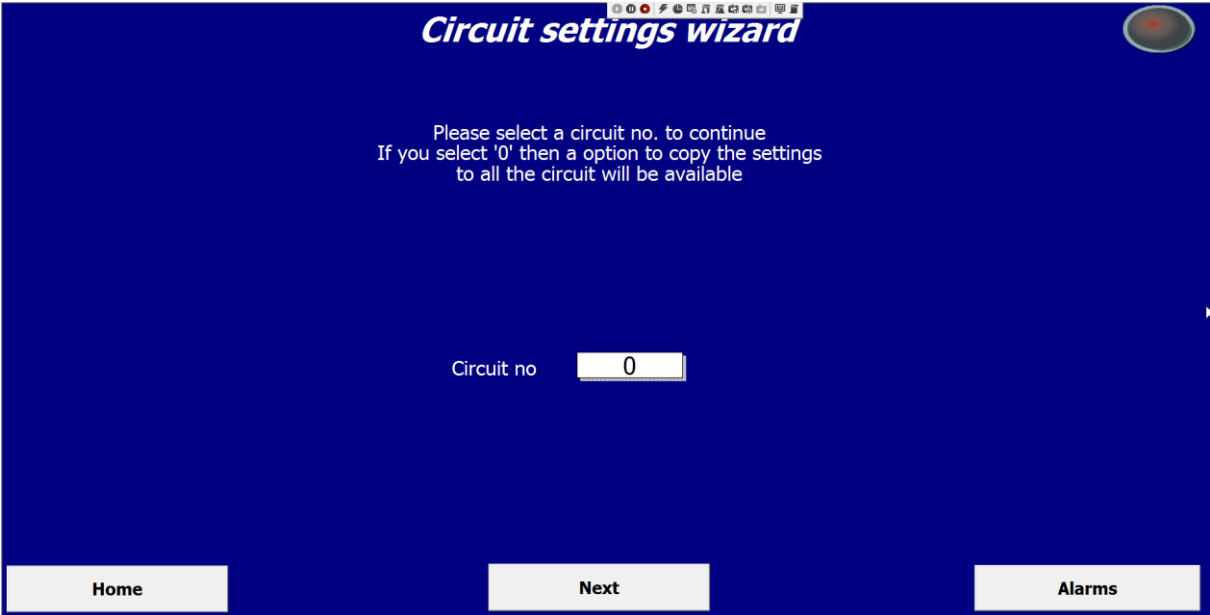 Circuit settings wizard
Please select a circuit no. to continue
If you select '0' then a option to copy the settings
to all the circuit will be available
Circuit no 0
Home Next Alarms